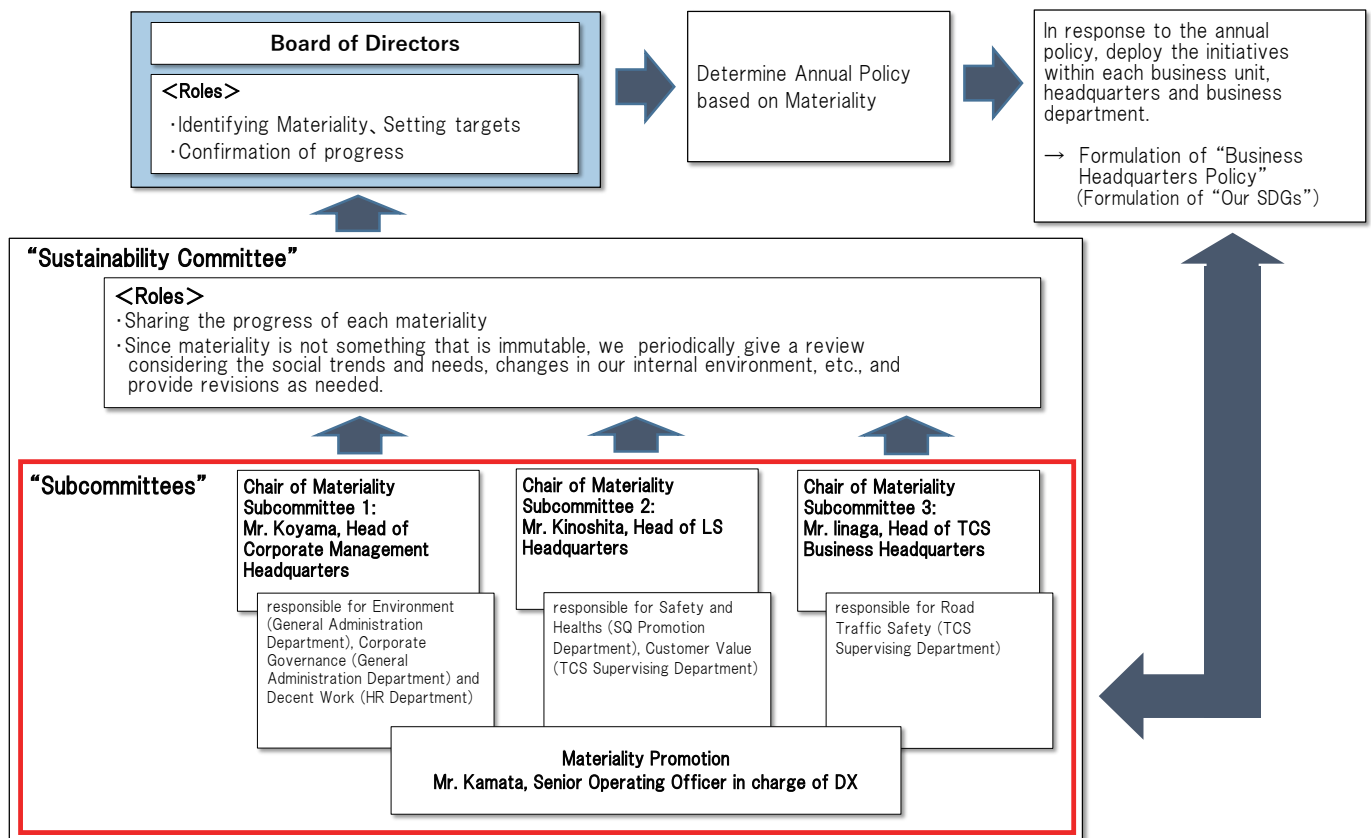 Board of Directors
＜Roles＞
・Identifying Materiality、Setting targets
・Confirmation of progress
Determine Annual Policy
based on Materiality
In response to the annual
policy, deploy the initiatives
within each business unit,
headquarters and business
department.
→ Formulation of “Business
Headquarters Policy”
(Formulation of “Our SDGs”)
“Sustainability Committee”
＜Roles＞
・Sharing the progress of each materiality
・Since materiality is not something that is immutable, we periodically give a review
considering the social trends and needs, changes in our internal environment, etc., and
provide revisions as needed.
“Subcommittees”
Chair of Materiality
Subcommittee 1:
Mr. Koyama, Head of
Corporate Management
Headquarters
responsible for Environment
(General Administration
Department), Corporate
Governance (General
Administration Department) and
Decent Work (HR Department)
Chair of Materiality
Subcommittee 2:
Mr. Kinoshita, Head of LS
Headquarters
responsible for Safety and
Healths (SQ Promotion
Department), Customer Value
(TCS Supervising Department)
Chair of Materiality
Subcommittee 3:
Mr. Iinaga, Head of TCS
Business Headquarters
responsible for Road
Traffic Safety (TCS
Supervising Department)
Materiality Promotion
Mr. Kamata, Senior Operating Officer in charge of DX